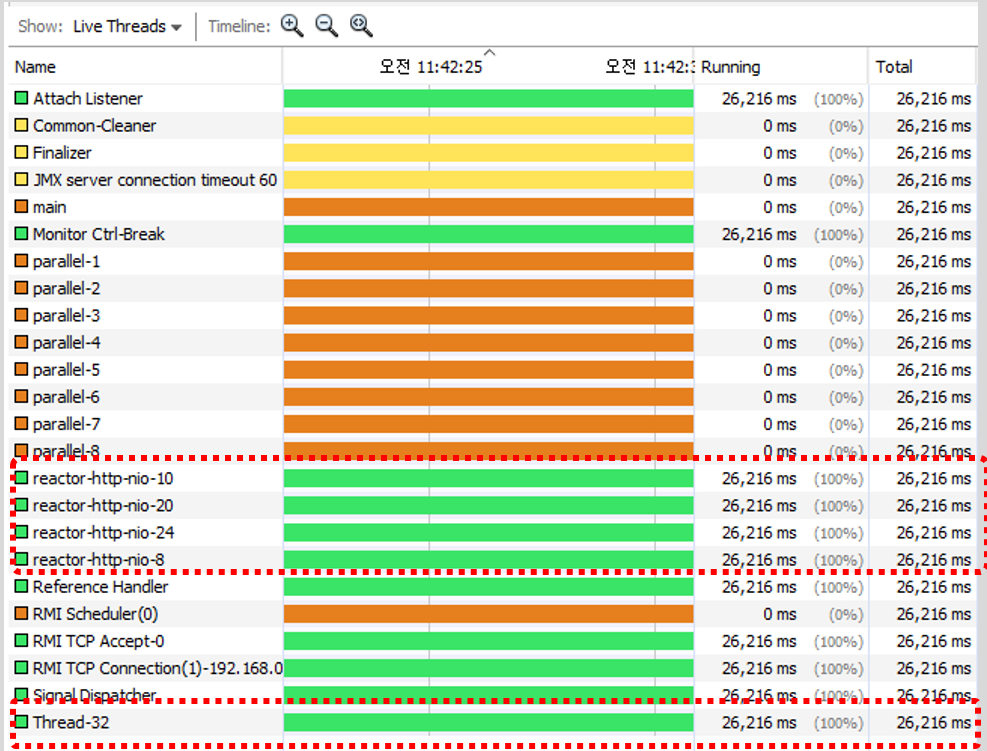 Show: Live Threads Timeline:
Name 오전 11:42:25 오전 11:42:3 Running Total
Attach Listener 26,216 ms (100%) 26,216 ms
Common-Cleaner 0 ms (0%) 26,216 ms
Finalizer 0 ms (0%) 26,216 ms
JMX server connection timeout 60 0 ms (0%) 26,216 ms
main 0 ms (0%) 26,216 ms
Monitor Ctrl-Break 26,216 ms (100%) 26,216 ms
parallel-1 0 ms (0%) 26,216 ms
parallel-2 0 ms (0%) 26,216 ms
parallel-3 0 ms (0%) 26,216 ms
parallel-4 0 ms (0%) 26,216 ms
parallel-5 0 ms (0%) 26,216 ms
parallel-6 0 ms (0%) 26,216 ms
parallel-7 0 ms (0%) 26,216 ms
parallel-8 0 ms (0%) 26,216 ms
reactor-http-nio-10 26,216 ms (100%) 26,216 ms
reactor-http-nio-20 26,216 ms (100%) 26,216 ms
reactor-http-nio-24 26,216 ms (100%) 26,216 ms
reactor-http-nio-8 26,216 ms (100%) 26,216 ms
Reference Handler 26,216 ms (100%) 26,216 ms
RMI Scheduler(0) 0 ms (0%) 26,216 ms
RMI TCP Accept-0 26,216 ms (100%) 26,216 ms
RMI TCP Connection(1)-192.168.0 26,216 ms (100%) 26,216 ms
Signal Dispatcher 26,216 ms (100%) 26,216 ms
Thread-32 26,216 ms (100%) 26,216 ms